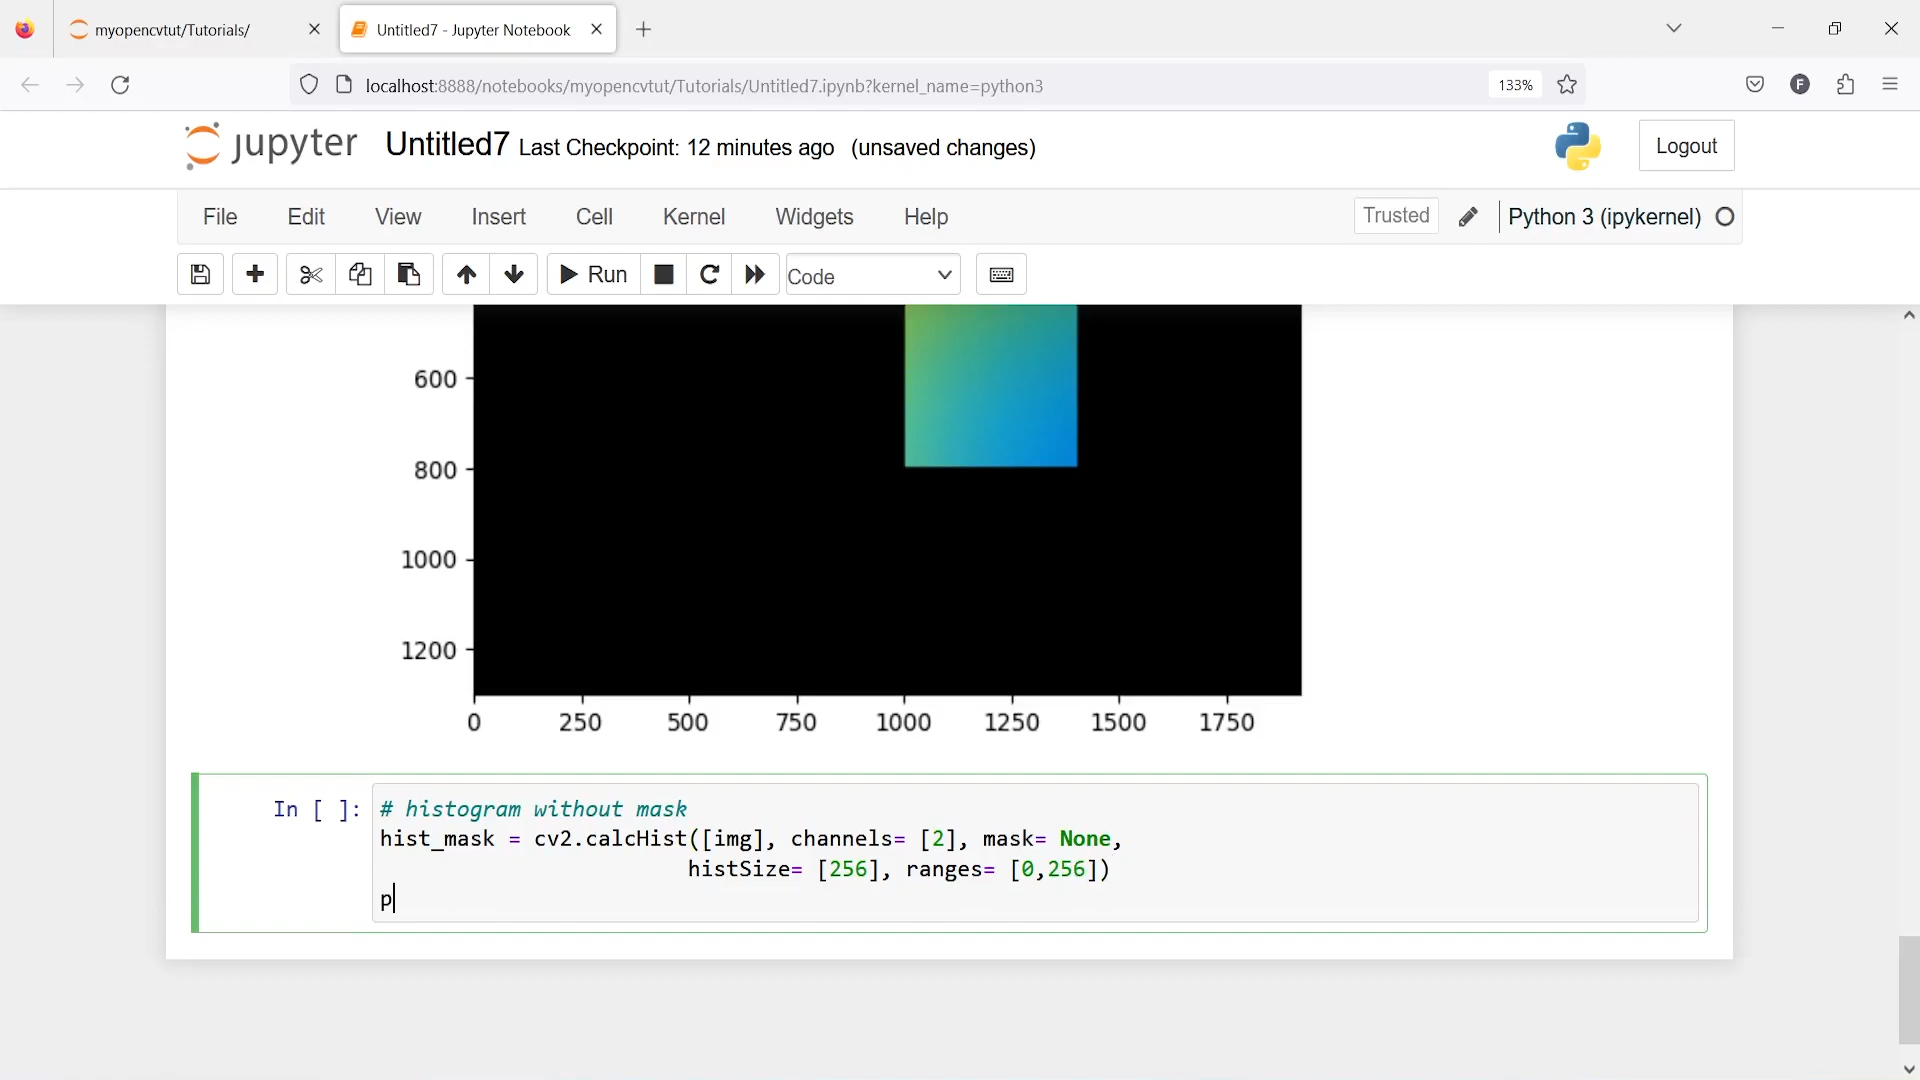 myopencvtut/Tutorials/
Untitled7 - Jupyter Notebook
localhost:8888/notebooks/myopencvtut/Tutorials/Untitled7.ipynb?kernel_name=python3
133%
F
jupyter Untitled7 Last Checkpoint: 12 minutes ago (unsaved changes)
Logout
File Edit View Insert Cell Kernel Widgets Help
Trusted
Python 3 (ipykernel)
Run
Code
600
800
1000
1200
0 250 500 750 1000 1250 1500 1750
In [ ]: # histogram without mask
hist_mask = cv2.calcHist([img], channels= [2], mask= None,
histSize= [256], ranges= [0,256])
p